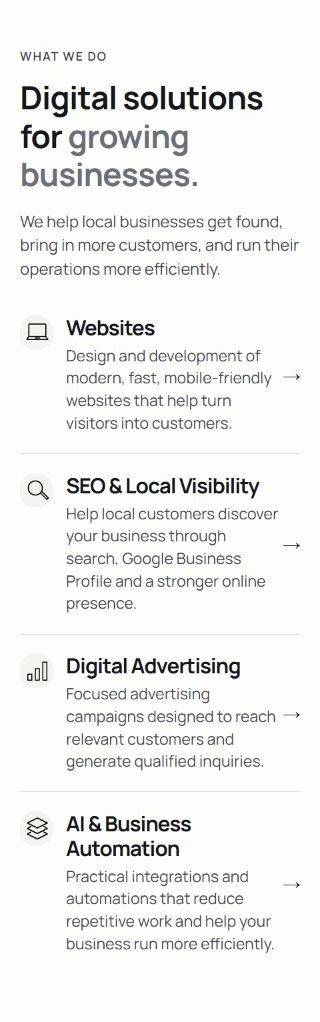 WHAT WE DO
Digital solutions
for growing
businesses.
We help local businesses get found,
bring in more customers, and run their
operations more efficiently.
Websites
Design and development of
modern, fast, mobile-friendly
websites that help turn
visitors into customers.
SEO & Local Visibility
Help local customers discover
your business through
search, Google Business
Profile and a stronger online
presence.
Digital Advertising
Focused advertising
campaigns designed to reach
relevant customers and
generate qualified inquiries.
AI & Business
Automation
Practical integrations and
automations that reduce
repetitive work and help your
business run more efficiently.